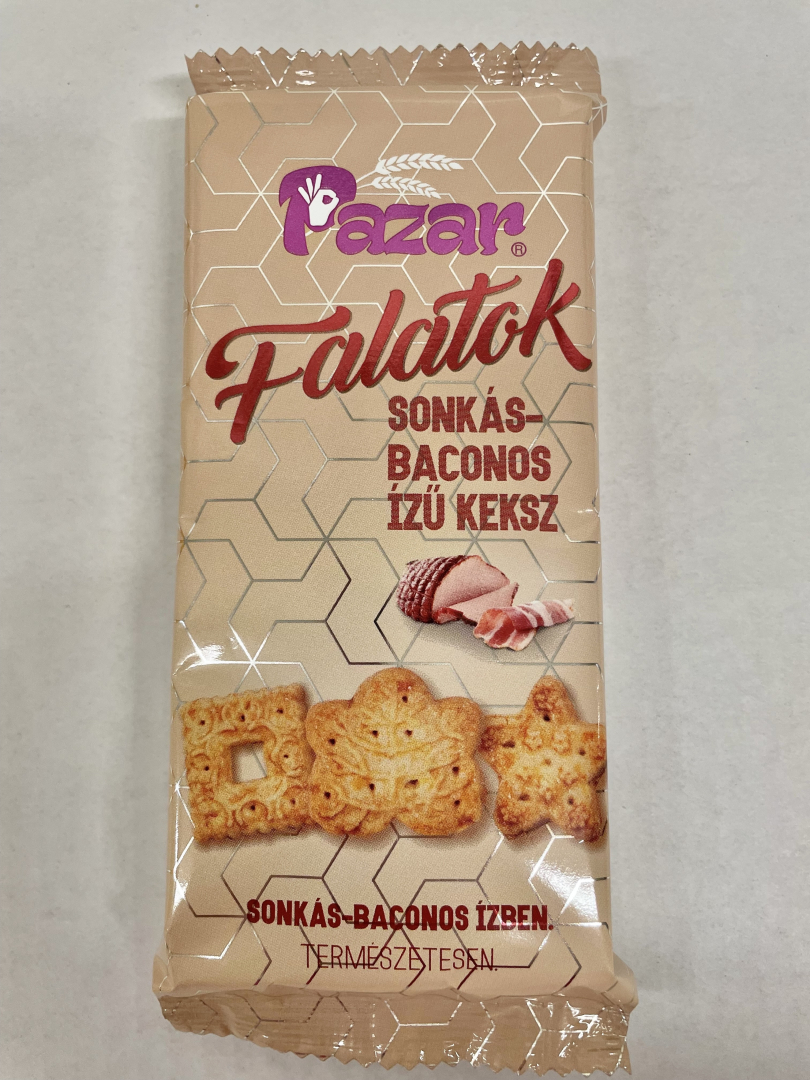 Pazar®
Falatok
SONKÁS-
BACONOS
ÍZŰ KEKSZ
SONKÁS-BACONOS ÍZBEN.
TERMÉSZETESEN.